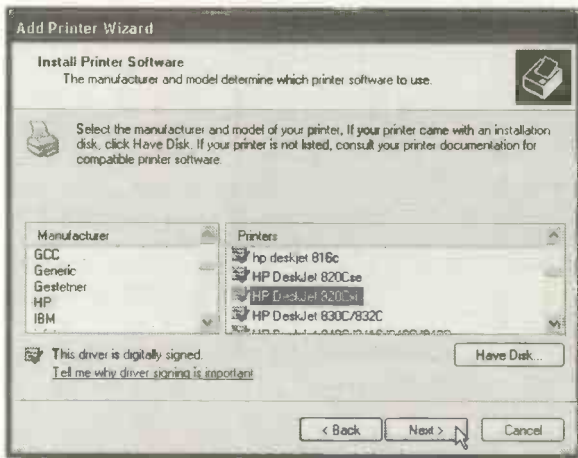 Add Printer Wizard
Install Printer Software
The manufacturer and model determine which printer software to use.
Select the manufacturer and model of your printer. If your printer came with an installation
disk, click Have Disk. If your printer is not listed, consult your printer documentation for
compatible printer software.
Manufacturer
GCC
Generic
Gestetner
HP
IBM
Printers
hp deskjet 816c
HP DeskJet 820Cse
HP DeskJet 820Cxi
HP DeskJet 830C/832C
This driver is digitally signed.
Tell me why driver signing is important
Have Disk...
< Back
Next >
Cancel